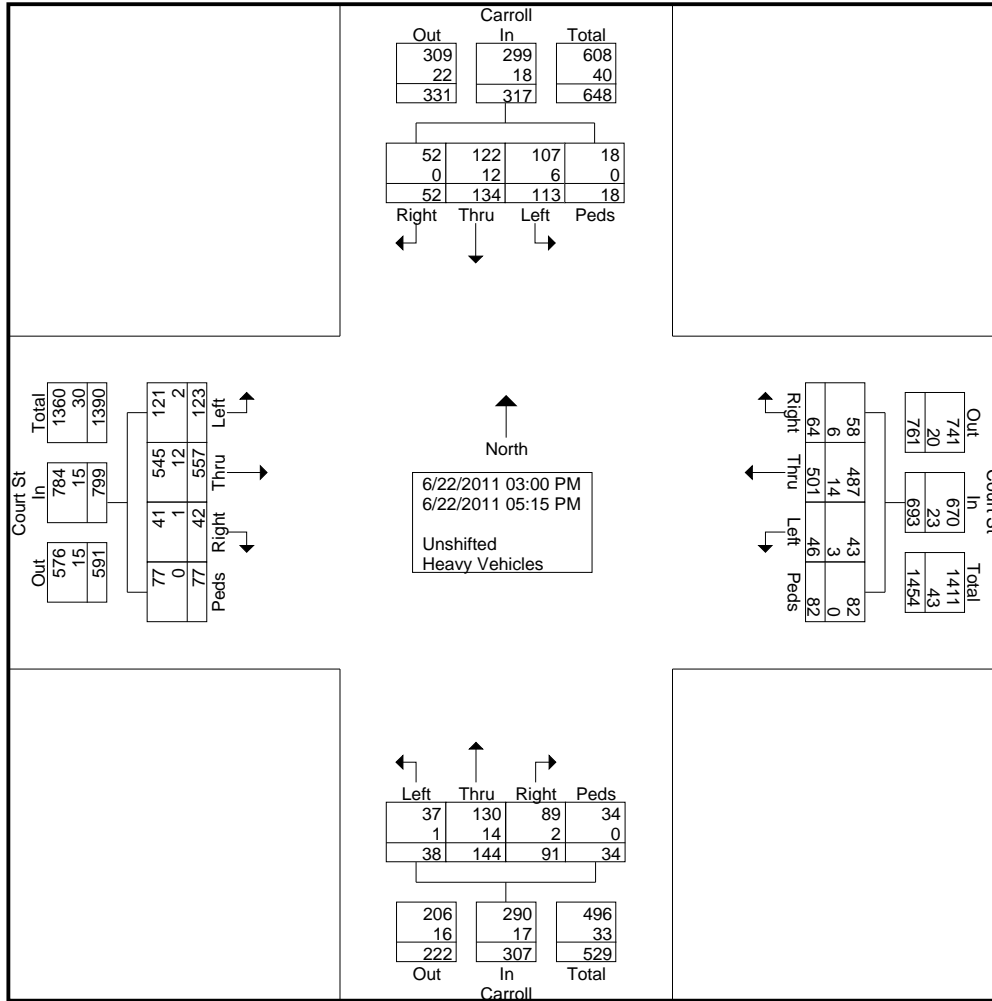 Carroll
Out In Total
309 299 608
22 18 40
331 317 648
52 122 107 18
0 12 6 0
52 134 113 18
Right Thru Left Peds
Court St
Total In Out
1360 784 576
30 15 15
1390 799 591
121 545 41 77
2 12 1 0
123 557 42 77
Left Thru Right Peds
North
6/22/2011 03:00 PM
6/22/2011 05:15 PM
Unshifted
Heavy Vehicles
Right Thru Left Peds
58 487 43 82
6 14 3 0
64 501 46 82
Out In Total
741 670 1411
20 23 43
761 693 1454
Court St
Left Thru Right Peds
37 130 89 34
1 14 2 0
38 144 91 34
206 290 496
16 17 33
222 307 529
Out In Total
Carroll